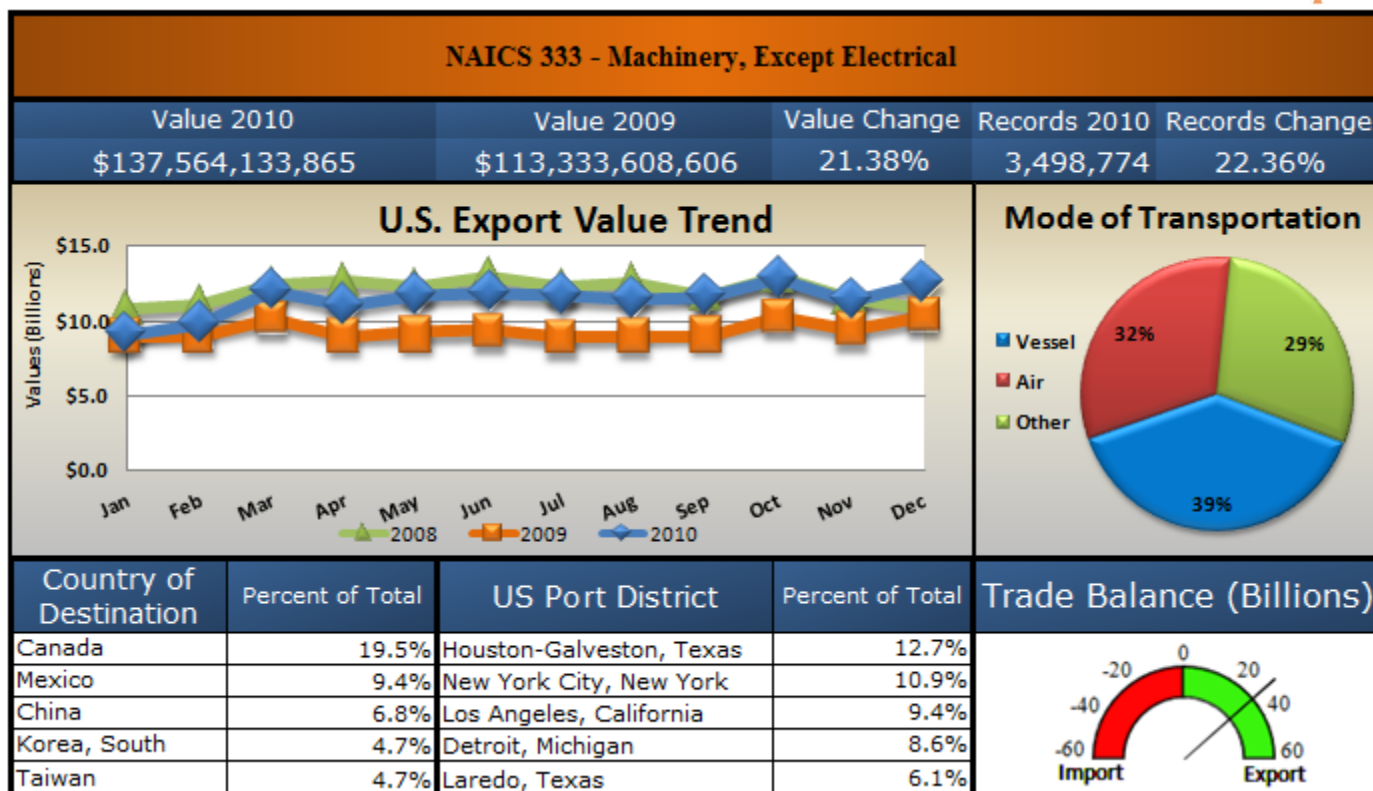 NAICS 333 - Machinery, Except Electrical
Value 2010 Value 2009 Value Change Records 2010 Records Change
$137,564,133,865 $113,333,608,606 21.38% 3,498,774 22.36%
U.S. Export Value Trend
Values (Billions)
$15.0
$10.0
$5.0
$0.0
Jan Feb Mar Apr May Jun Jul Aug Sep Oct Nov Dec
2008 2009 2010
Mode of Transportation
Vessel
Air
Other
32%
29%
39%
Country of Destination Percent of Total US Port District Percent of Total
Canada 19.5% Houston-Galveston, Texas 12.7%
Mexico 9.4% New York City, New York 10.9%
China 6.8% Los Angeles, California 9.4%
Korea, South 4.7% Detroit, Michigan 8.6%
Taiwan 4.7% Laredo, Texas 6.1%
Trade Balance (Billions)
0
-20 20
-40 40
-60 60
Import Export